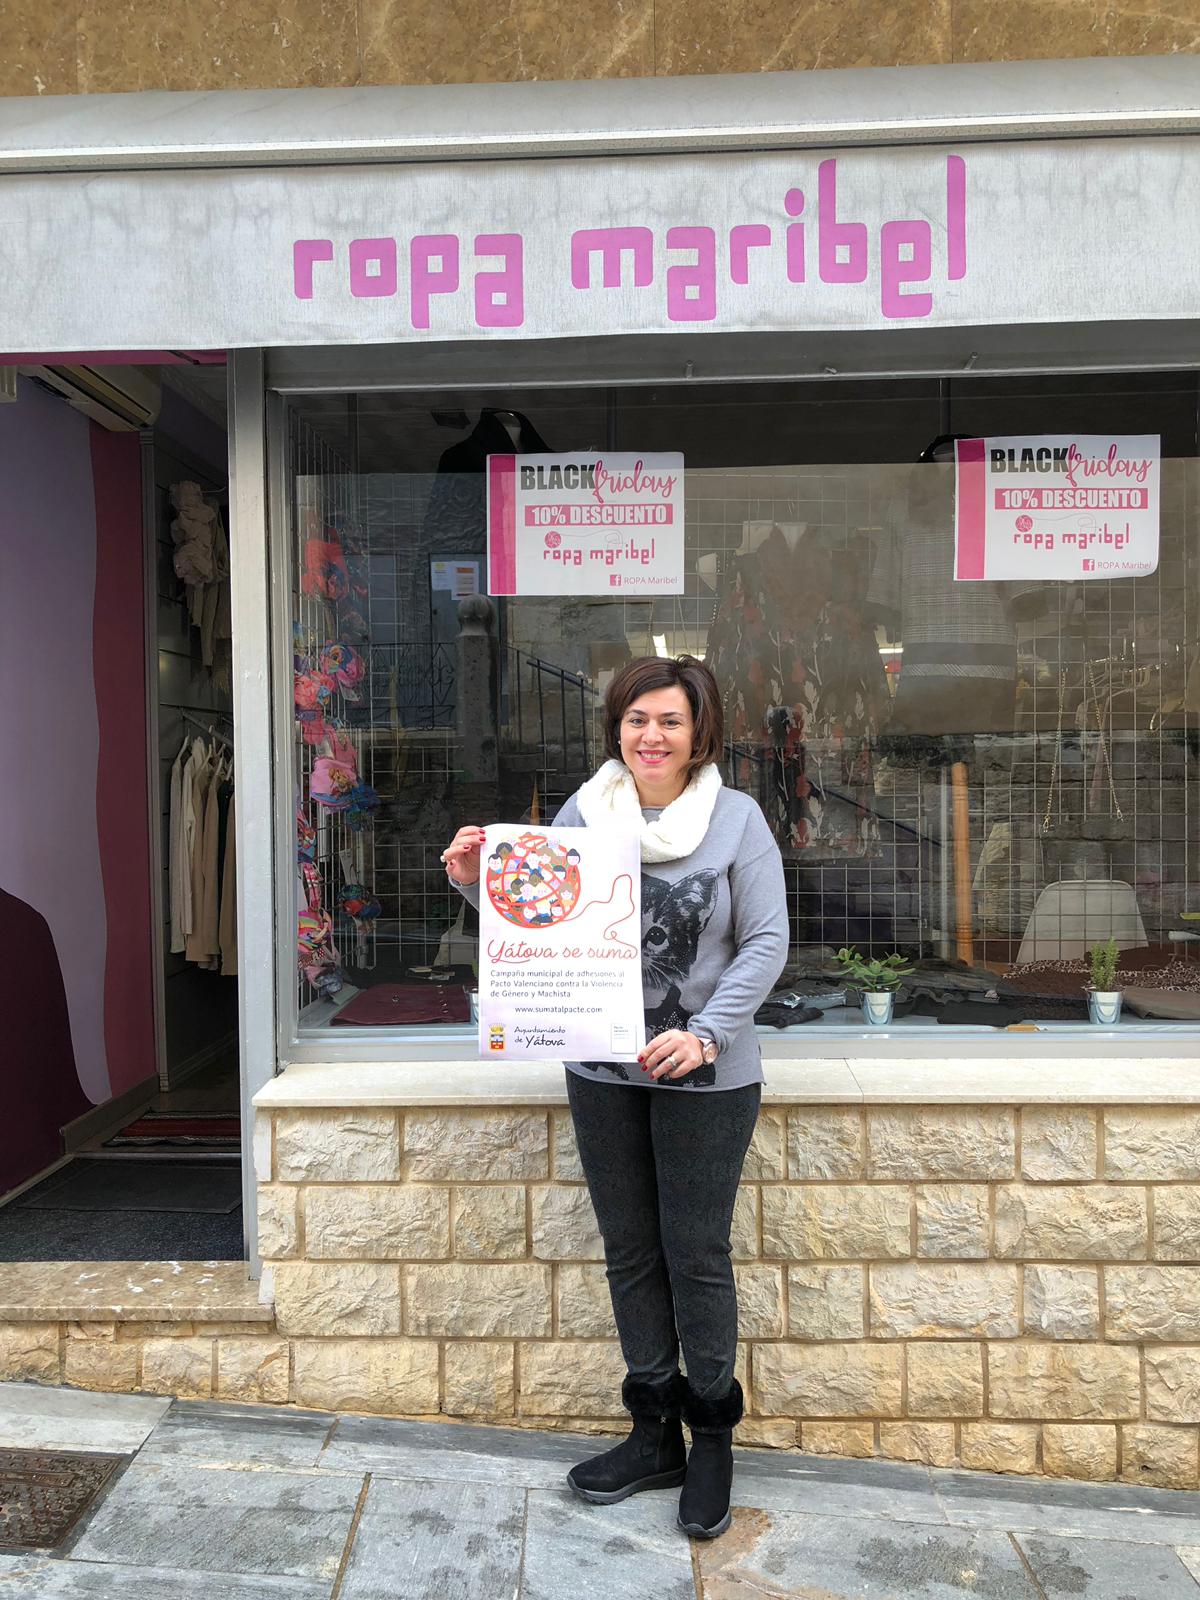 ropa maribel
BLACK friday
10% DESCUENTO
ropa maribel
f ROPA Maribel
BLACK friday
10% DESCUENTO
ropa maribel
f ROPA Maribel
Yátova se suma
Campaña municipal de adhesiones al
Pacto Valenciano contra la Violencia
de Género y Machista
www.sumatalpacte.com
Ayuntamiento
de Yátova